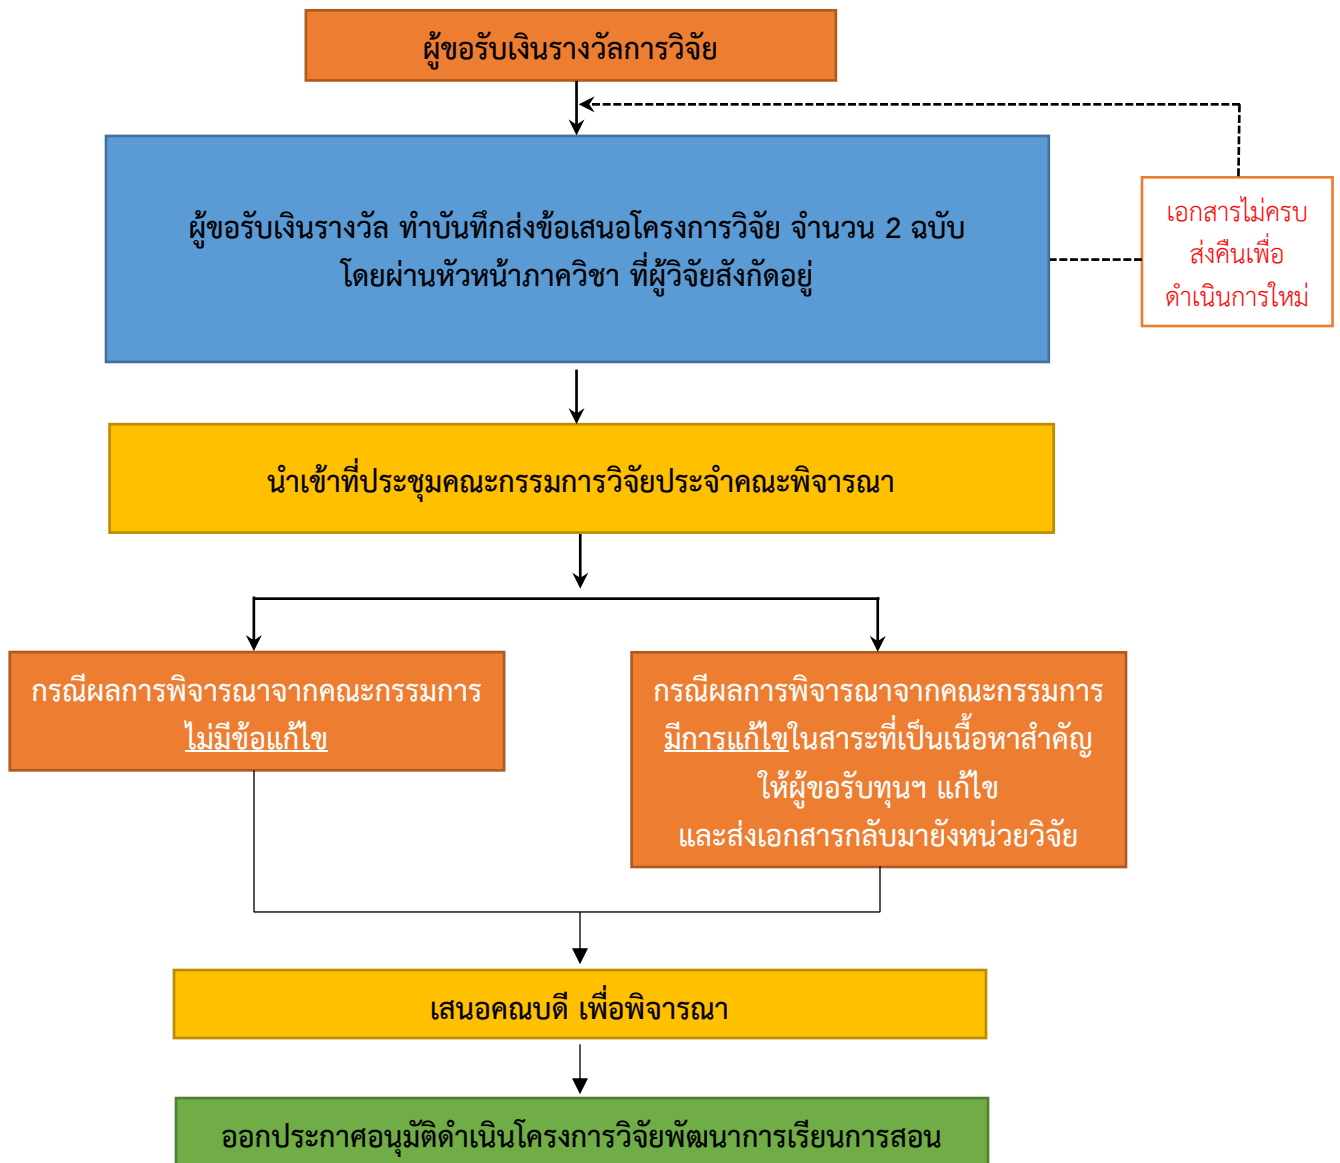 ผู้ขอรับเงินรางวัลการวิจัย
ผู้ขอรับเงินรางวัล ทำบันทึกส่งข้อเสนอโครงการวิจัย จำนวน 2 ฉบับ
โดยผ่านหัวหน้าภาควิชา ที่ผู้วิจัยสังกัดอยู่
เอกสารไม่ครบ
ส่งคืนเพื่อ
ดำเนินการใหม่
นำเข้าที่ประชุมคณะกรรมการวิจัยประจำคณะพิจารณา
กรณีผลการพิจารณาจากคณะกรรมการ
ไม่มีข้อแก้ไข
กรณีผลการพิจารณาจากคณะกรรมการ
มีการแก้ไขในสาระที่เป็นเนื้อหาสำคัญ
ให้ผู้ขอรับทุนฯ แก้ไข
และส่งเอกสารกลับมายังหน่วยวิจัย
เสนอคณบดี เพื่อพิจารณา
ออกประกาศอนุมัติดำเนินโครงการวิจัยพัฒนาการเรียนการสอน